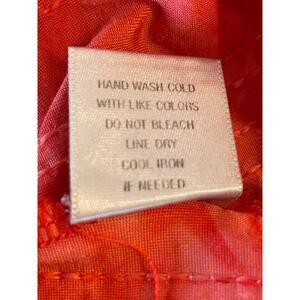 HAND WASH COLD
WITH LIKE COLORS
DO NOT BLEACH
LINE DRY
COOL IRON
IF NEEDED